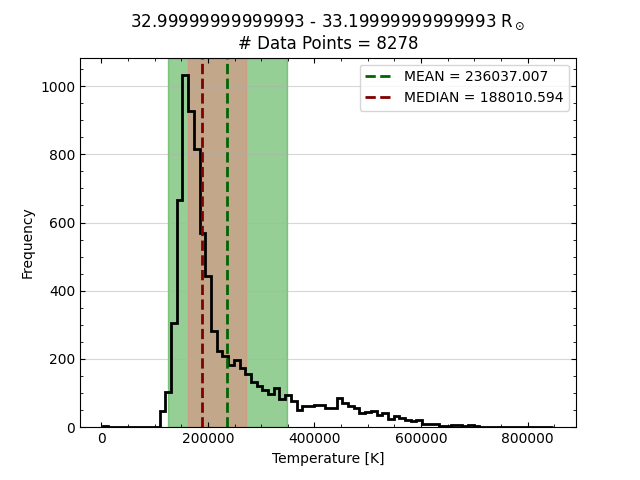 32.99999999999993 - 33.19999999999993 R⊙
# Data Points = 8278
MEAN = 236037.007
MEDIAN = 188010.594
1000
800
600
400
200
0
Frequency
0 200000 400000 600000 800000
Temperature [K]